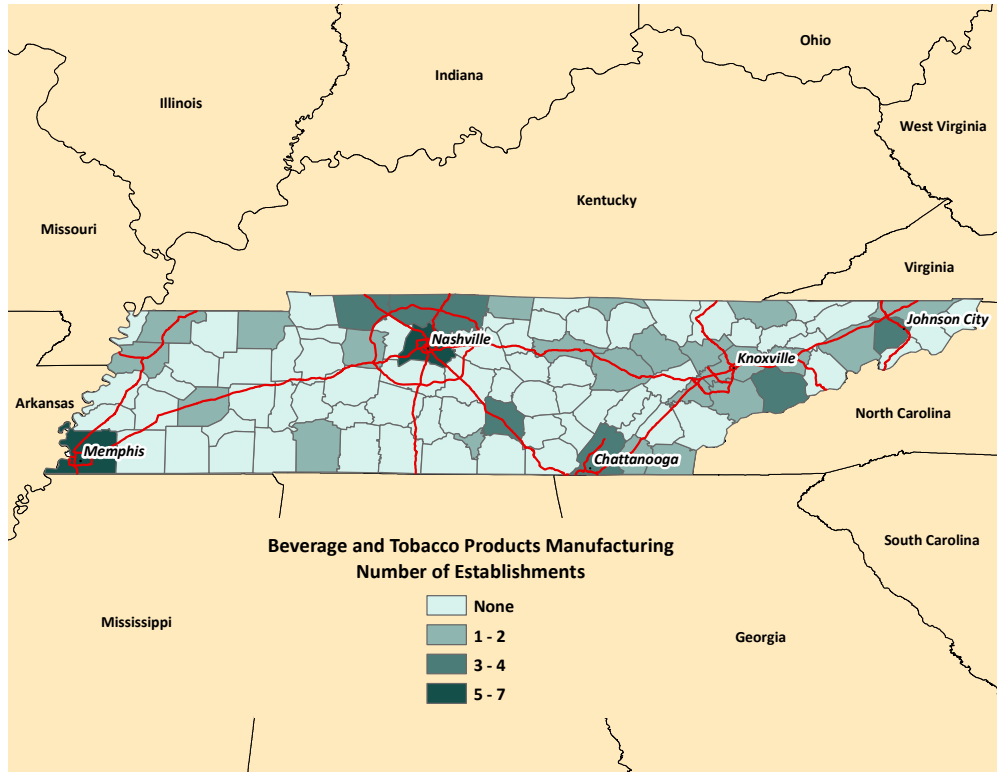 Ohio
Indiana
Illinois
West Virginia
Kentucky
Missouri
Virginia
Johnson City
Nashville
Knoxville
Arkansas
North Carolina
Memphis
Chattanooga
Beverage and Tobacco Products Manufacturing
Number of Establishments
South Carolina
None
Mississippi
1 - 2
Georgia
3 - 4
5 - 7